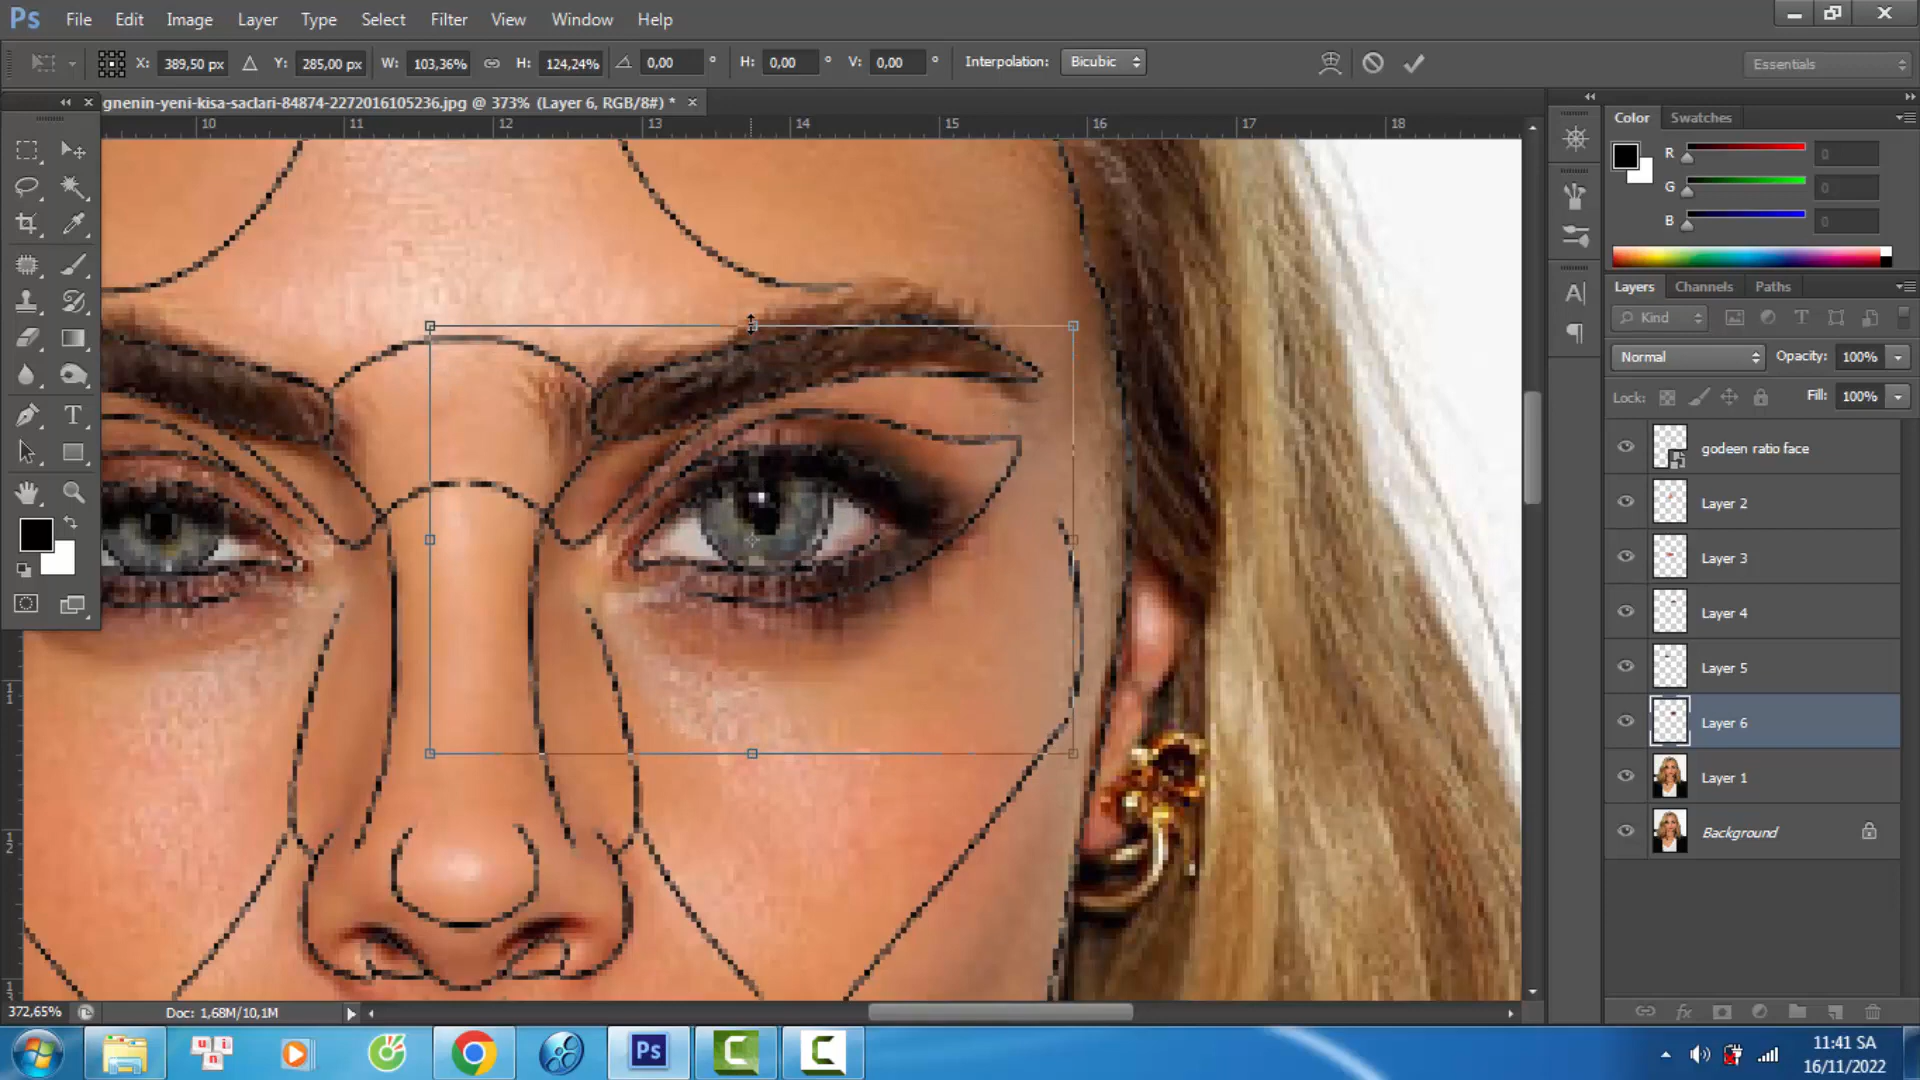 Ps File Edit Image Layer Type Select Filter View Window Help
X: 389,50 px Y: 285,00 px W: 103,36% H: 124,24% 0,00 ° H: 0,00 ° V: 0,00 ° Interpolation: Bicubic Essentials
gnenin-yeni-kisa-saclari-84874-2272016105236.jpg @ 373% (Layer 6, RGB/8#) *
10 11 12 13 14 15 16 17 18
Color Swatches
R 0
G 0
B 0
Layers Channels Paths
Kind
Normal Opacity: 100%
Lock: Fill: 100%
godeen ratio face
Layer 2
Layer 3
Layer 4
Layer 5
Layer 6
Layer 1
Background
11
12
372,65% Doc: 1,68M/10,1M
u n i
Ps
C
C
11:41 SA
16/11/2022